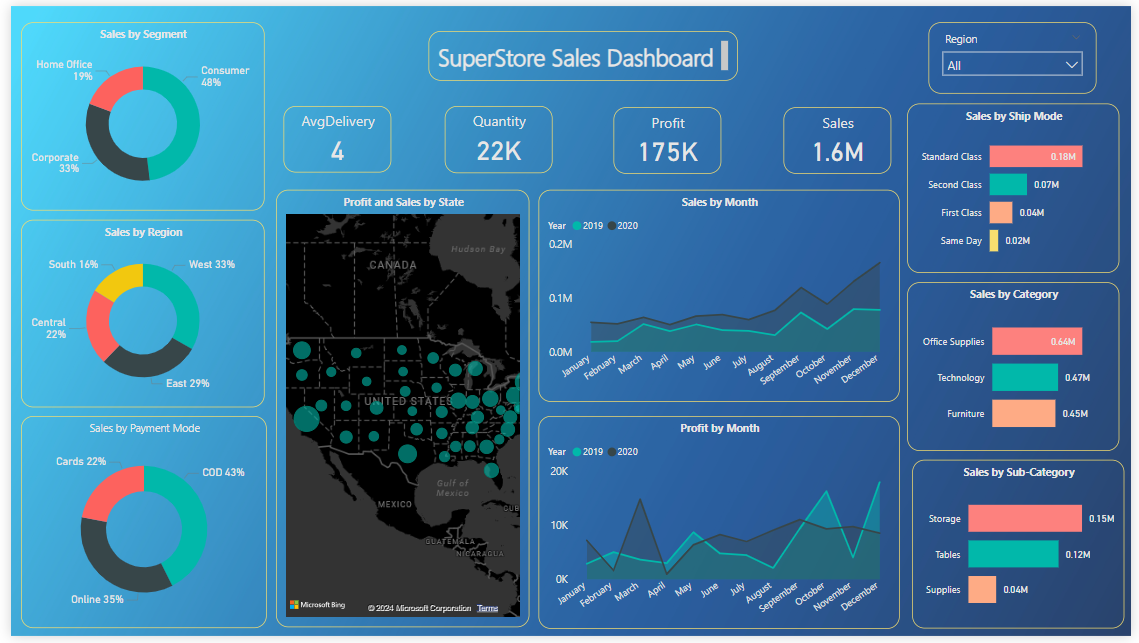 Sales by Segment
Home Office
19%
Consumer
48%
Corporate
33%
SuperStore Sales Dashboard
Region
All
AvgDelivery
4
Quantity
22K
Profit
175K
Sales
1.6M
Sales by Region
South 16%
West 33%
Central
22%
East 29%
Sales by Payment Mode
Cards 22%
COD 43%
Online 35%
Profit and Sales by State
Hudson Bay
CANADA
UNITED STATES
Gulf of
Mexico
MEXICO
CUB
GUATEMALA
NICARAGUA
Microsoft Bing
© 2024 Microsoft Corporation Terms
Sales by Month
Year 2019 2020
0.2M
0.1M
0.0M
January February March April May June July August September October November December
Profit by Month
Year 2019 2020
20K
10K
0K
January February March April May June July August September October November December
Sales by Ship Mode
Standard Class 0.18M
Second Class 0.07M
First Class 0.04M
Same Day 0.02M
Sales by Category
Office Supplies 0.64M
Technology 0.47M
Furniture 0.45M
Sales by Sub-Category
Storage 0.15M
Tables 0.12M
Supplies 0.04M